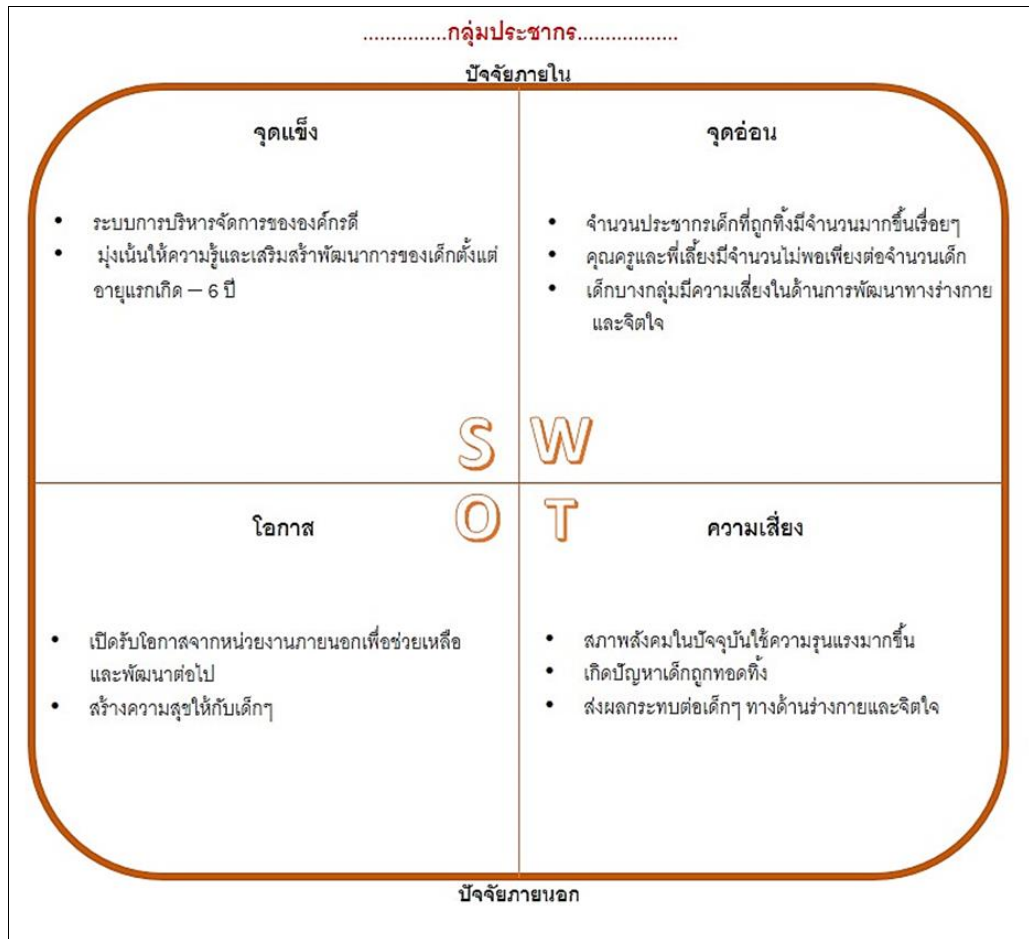 ..............กลุ่มประชากร.................
ปัจจัยภายใน
จุดแข็ง
• ระบบการบริหารจัดการขององค์กรดี
• มุ่งเน้นให้ความรู้และเสริมสร้าพัฒนาการของเด็กตั้งแต่
อายุแรกเกิด – 6 ปี
จุดอ่อน
• จำนวนประชากรเด็กที่ถูกทิ้งมีจำนวนมากขึ้นเรื่อยๆ
• คุณครูและพี่เลี้ยงมีจำนวนไม่พอเพียงต่อจำนวนเด็ก
• เด็กบางกลุ่มมีความเสี่ยงในด้านการพัฒนาทางร่างกาย
และจิตใจ
S W
O T
โอกาส
• เปิดรับโอกาสจากหน่วยงานภายนอกเพื่อช่วยเหลือ
และพัฒนาต่อไป
• สร้างความสุขให้กับเด็กๆ
ความเสี่ยง
• สภาพสังคมในปัจจุบันใช้ความรุนแรงมากขึ้น
• เกิดปัญหาเด็กถูกทอดทิ้ง
• ส่งผลกระทบต่อเด็กๆ ทางด้านร่างกายและจิตใจ
ปัจจัยภายนอก